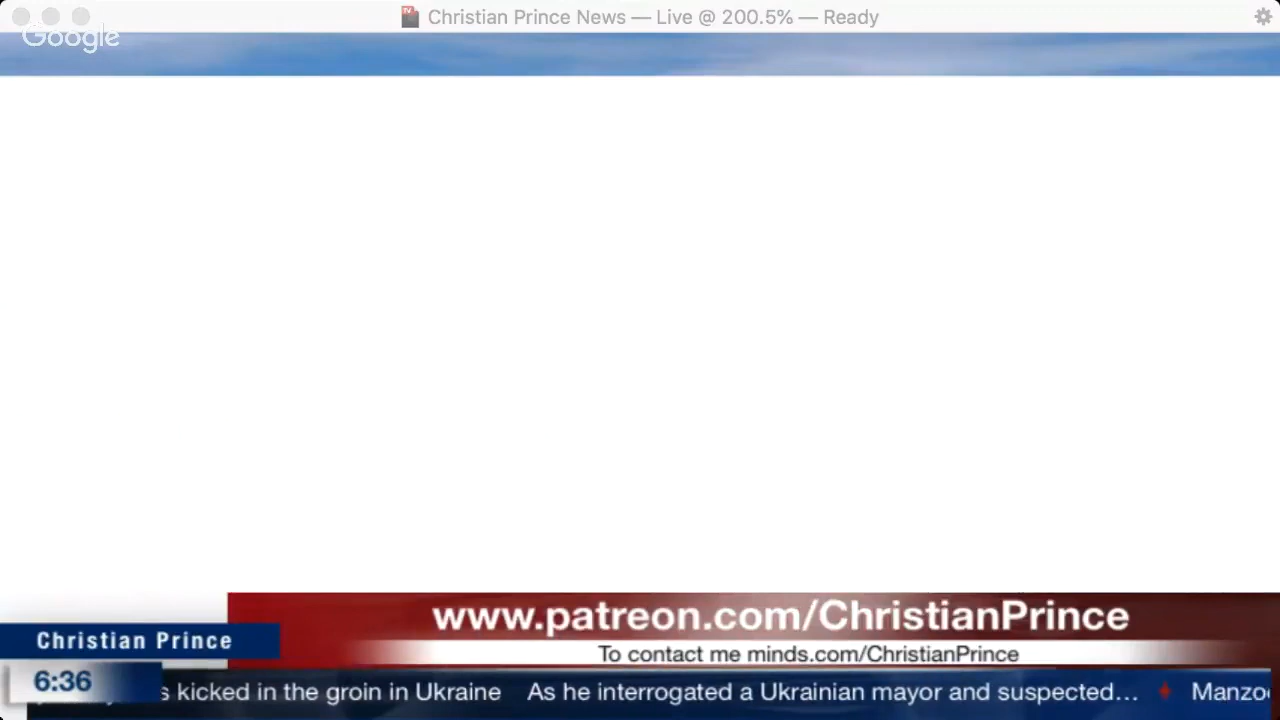 Christian Prince News — Live @ 200.5% — Ready
Google
www.patreon.com/ChristianPrince
Christian Prince
To contact me minds.com/ChristianPrince
6:36
kicked in the groin in Ukraine As he interrogated a Ukrainian mayor and suspected...